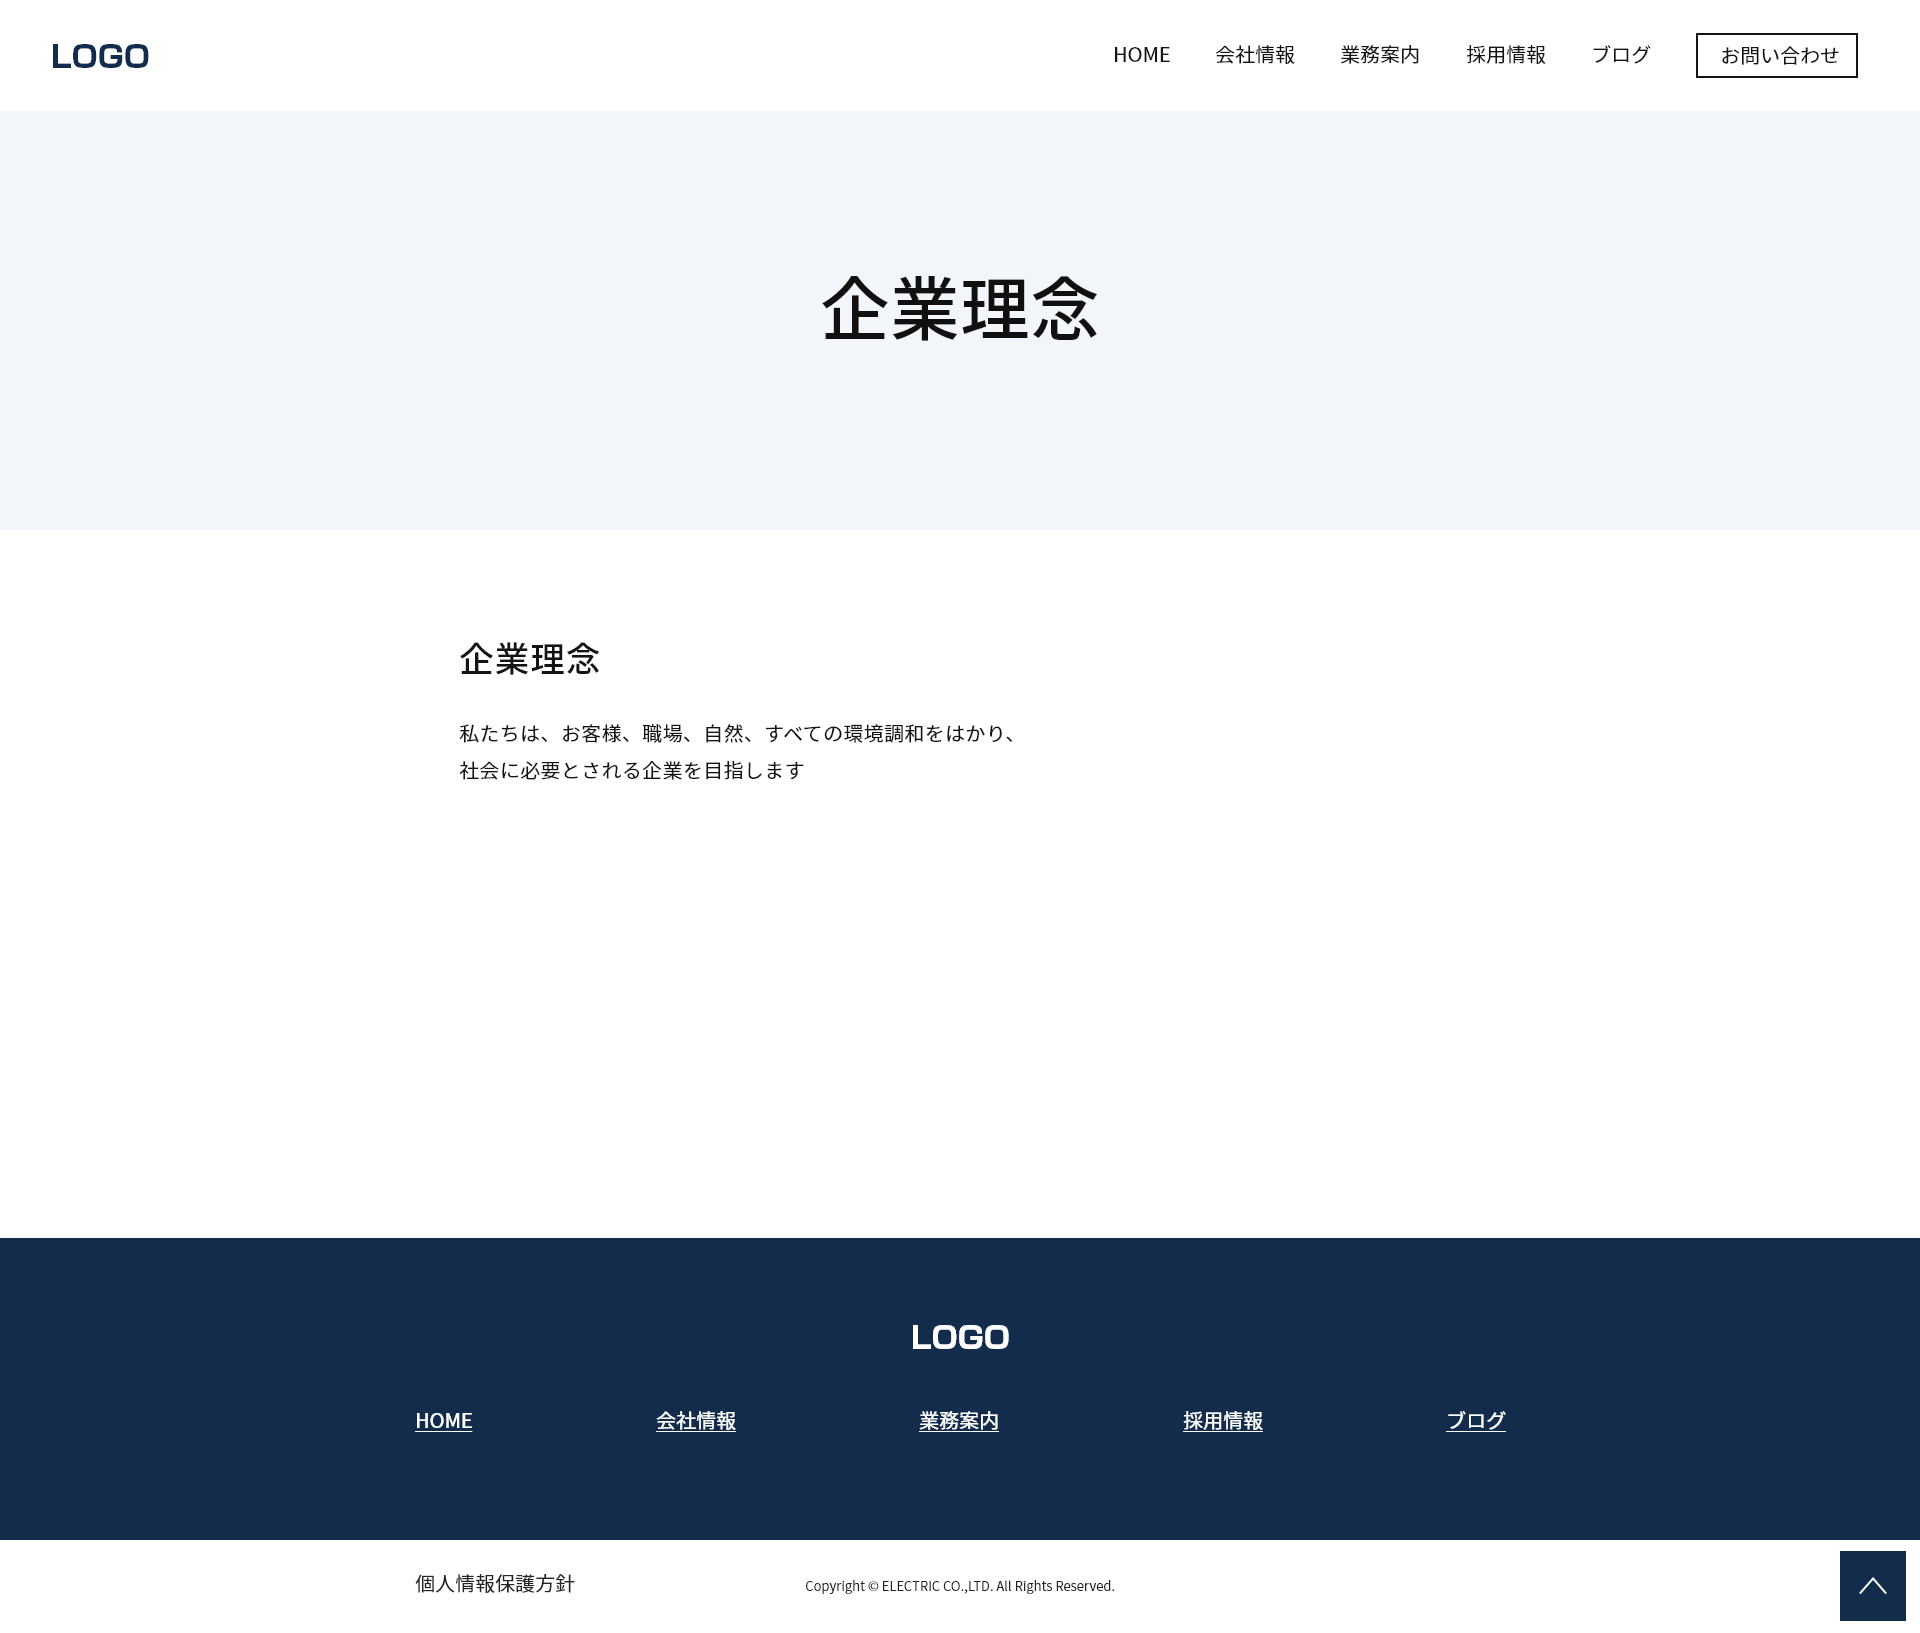 LOGO
HOME 会社情報 業務案内 採用情報 ブログ お問い合わせ
企業理念
企業理念
私たちは、お客様、職場、自然、すべての環境調和をはかり、
社会に必要とされる企業を目指します
LOGO
HOME 会社情報 業務案内 採用情報 ブログ
個人情報保護方針 Copyright © ELECTRIC CO.,LTD. All Rights Reserved.